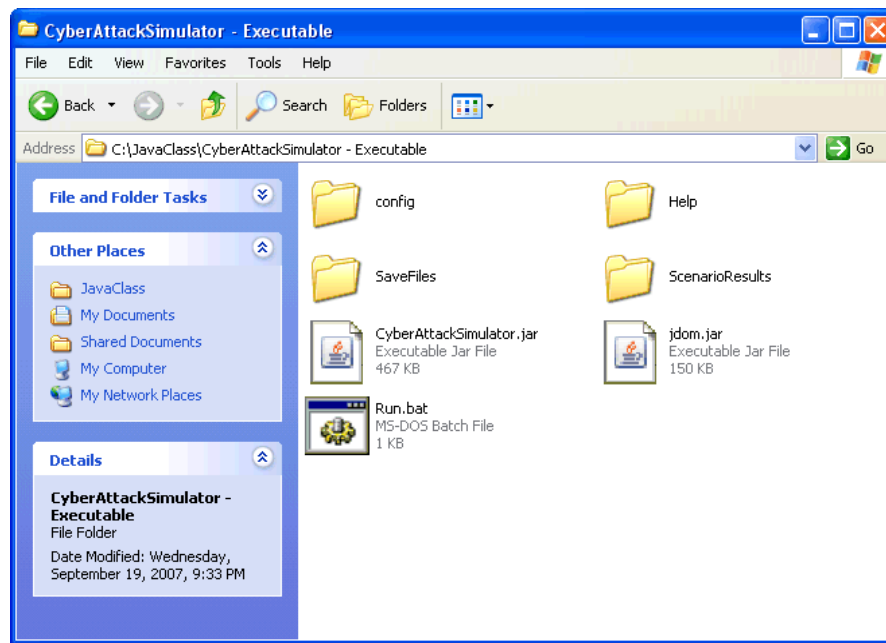 CyberAttackSimulator - Executable
File Edit View Favorites Tools Help
Back Search Folders
Address C:\JavaClass\CyberAttackSimulator - Executable Go
File and Folder Tasks
Other Places
JavaClass
My Documents
Shared Documents
My Computer
My Network Places
Details
CyberAttackSimulator -
Executable
File Folder
Date Modified: Wednesday,
September 19, 2007, 9:33 PM
config
Help
SaveFiles
ScenarioResults
CyberAttackSimulator.jar
Executable Jar File
467 KB
jdom.jar
Executable Jar File
150 KB
Run.bat
MS-DOS Batch File
1 KB